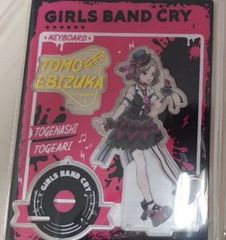 GIRLS BAND CRY
KEYBOARD
TOMO
EBIZUKA
TOGENASHI
TOGEARI
GIRLS BAND CRY